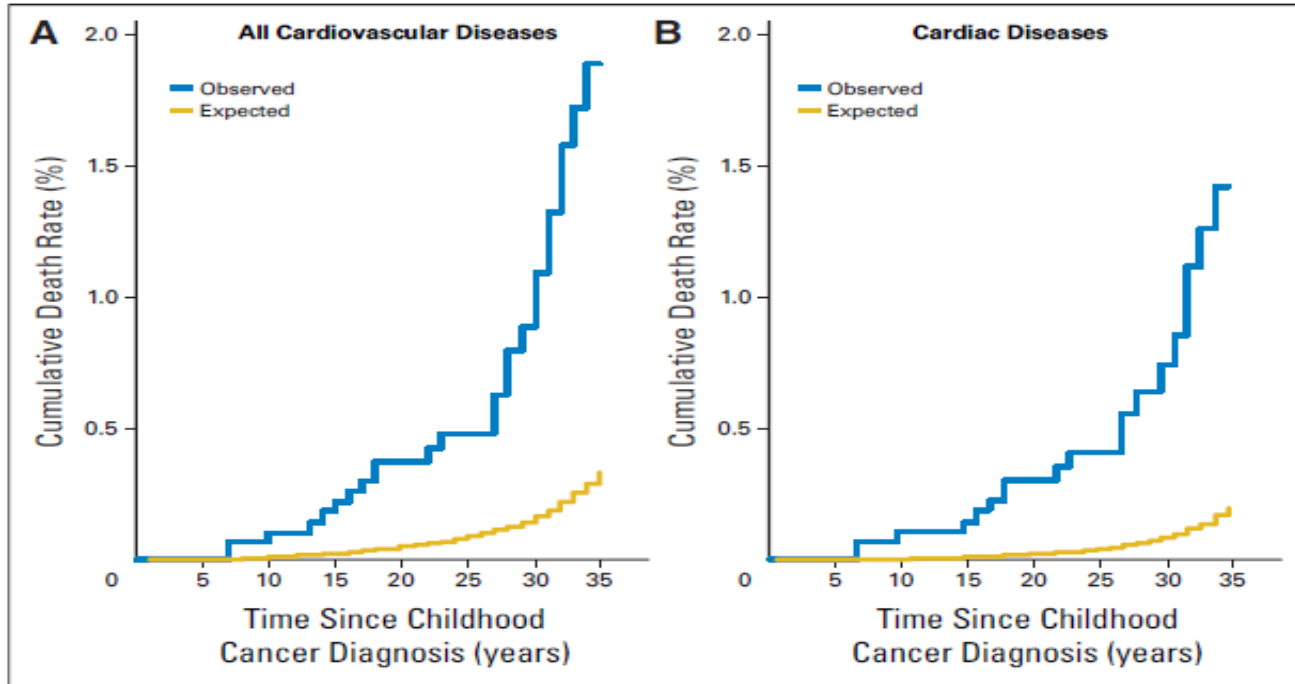 A
All Cardiovascular Diseases
Observed
Expected
Cumulative Death Rate (%)
2.0
1.5
1.0
0.5
0
5
10
15
20
25
30
35
Time Since Childhood
Cancer Diagnosis (years)
B
Cardiac Diseases
Observed
Expected
Cumulative Death Rate (%)
2.0
1.5
1.0
0.5
0
5
10
15
20
25
30
35
Time Since Childhood
Cancer Diagnosis (years)